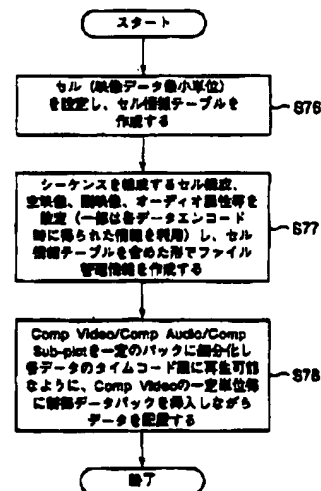 スタート
セル（映像データ最小単位）
を設定し、セル情報テーブルを
作成する
S76
シーケンスを構成するセル構成、
主映像、副映像、オーディオ属性等を
設定（一部は各データエンコード
時に得られた情報を利用）し、セル
情報テーブルを含めた形でファイル
管理情報を作成する
S77
Comp Video/Comp Audio/Comp
Sub-pictを一定のパックに細分化し
各データのタイムコード順に再生可能
なように、Comp Videoの一定単位毎
に制御データパックを挿入しながら
データを配置する
S78
終了